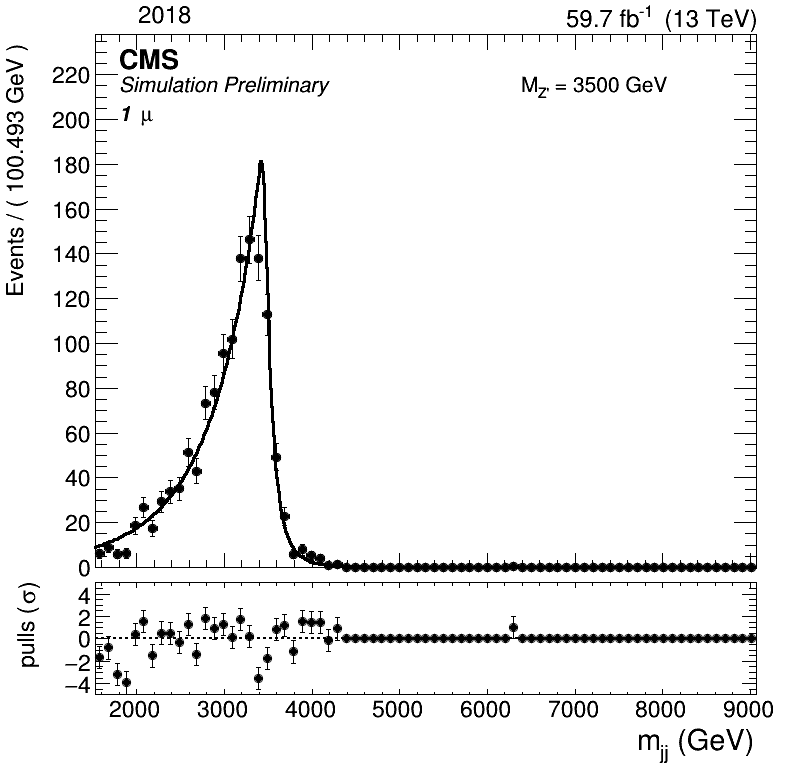 2018 59.7 fb⁻¹ (13 TeV)
CMS
Simulation Preliminary
M_Z' = 3500 GeV
1 μ
Events / ( 100.493 GeV )
220
200
180
160
140
120
100
80
60
40
20
0
pulls (σ)
4
2
0
−2
−4
2000 3000 4000 5000 6000 7000 8000 9000
m_jj (GeV)